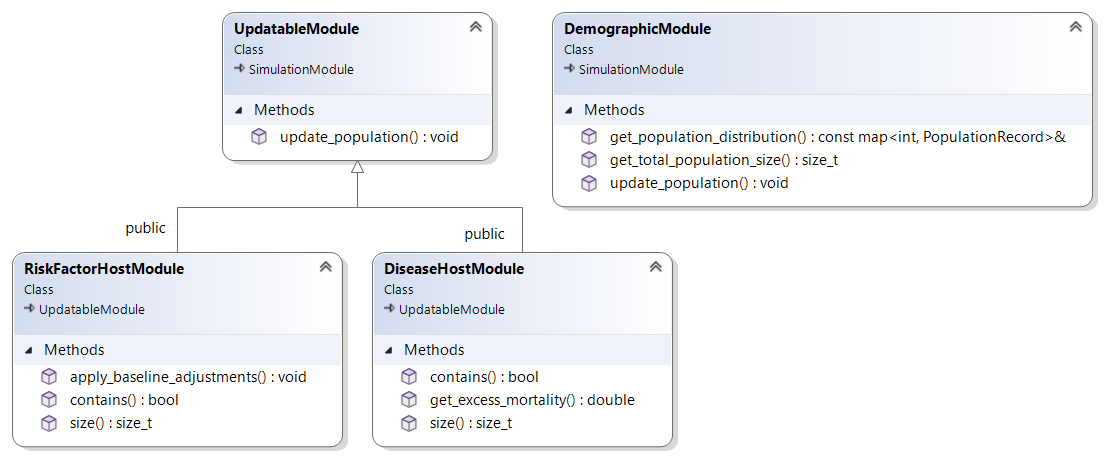 UpdatableModule
Class
SimulationModule
Methods
update_population() : void
DemographicModule
Class
SimulationModule
Methods
get_population_distribution() : const map<int, PopulationRecord>&
get_total_population_size() : size_t
update_population() : void
public
public
RiskFactorHostModule
Class
UpdatableModule
Methods
apply_baseline_adjustments() : void
contains() : bool
size() : size_t
DiseaseHostModule
Class
UpdatableModule
Methods
contains() : bool
get_excess_mortality() : double
size() : size_t